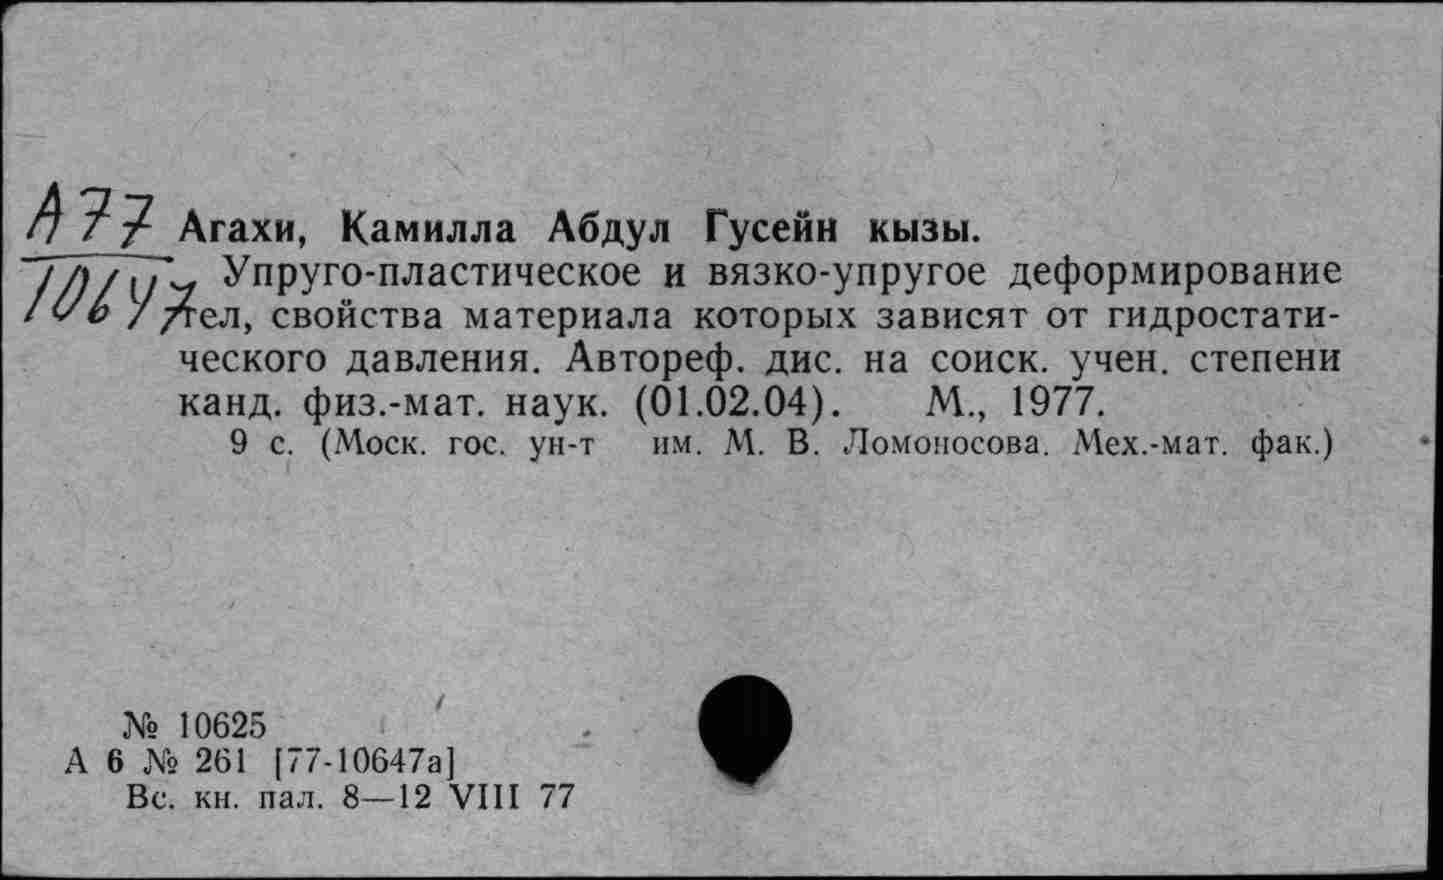 А77
10647
Агахи, Камилла Абдул Гусейн кызы.
Упруго-пластическое и вязко-упругое деформирование
тел, свойства материала которых зависят от гидростати-
ческого давления. Автореф. дис. на соиск. учен. степени
канд. физ.-мат. наук. (01.02.04). М., 1977.
9 с. (Моск. гос. ун-т им. М. В. Ломоносова. Мех.-мат. фак.)
№ 10625
А 6 № 261 [77-10647а]
Вс. кн. пал. 8—12 VIII 77